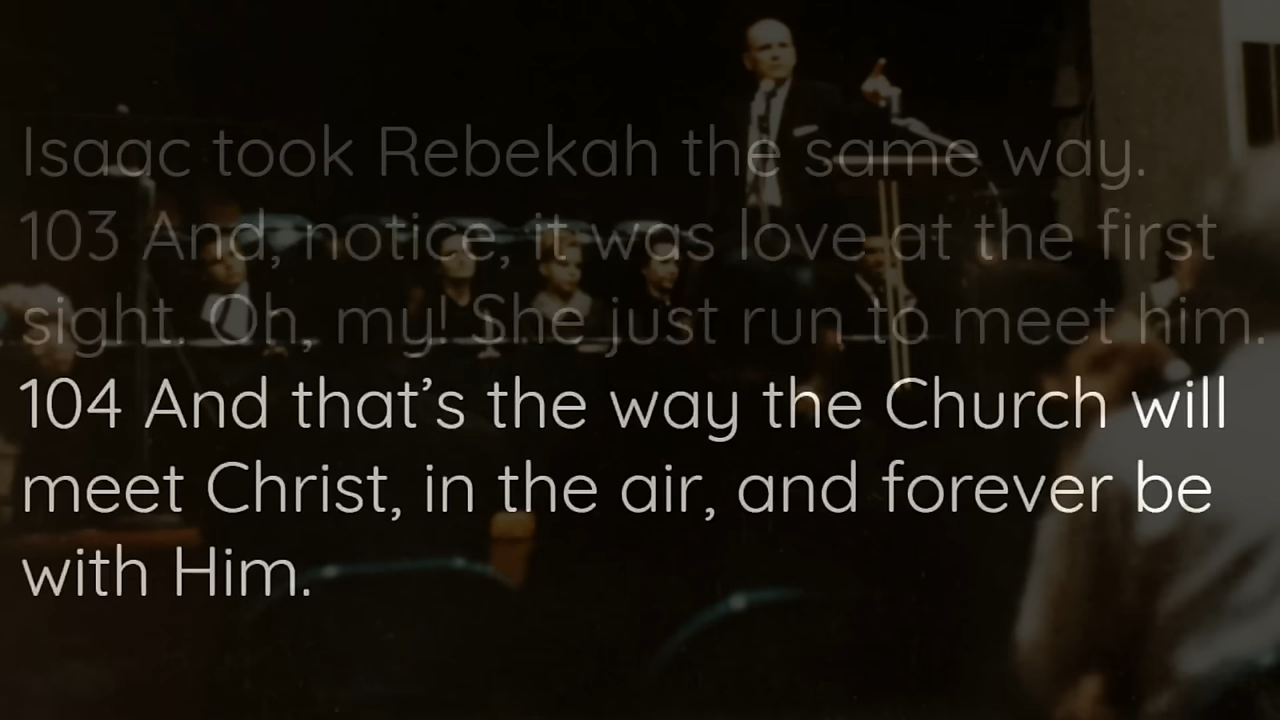 Isaac took Rebekah the same way.
103 And, notice, it was love at the first
sight. Oh, my! She just run to meet him.
104 And that’s the way the Church will
meet Christ, in the air, and forever be
with Him.